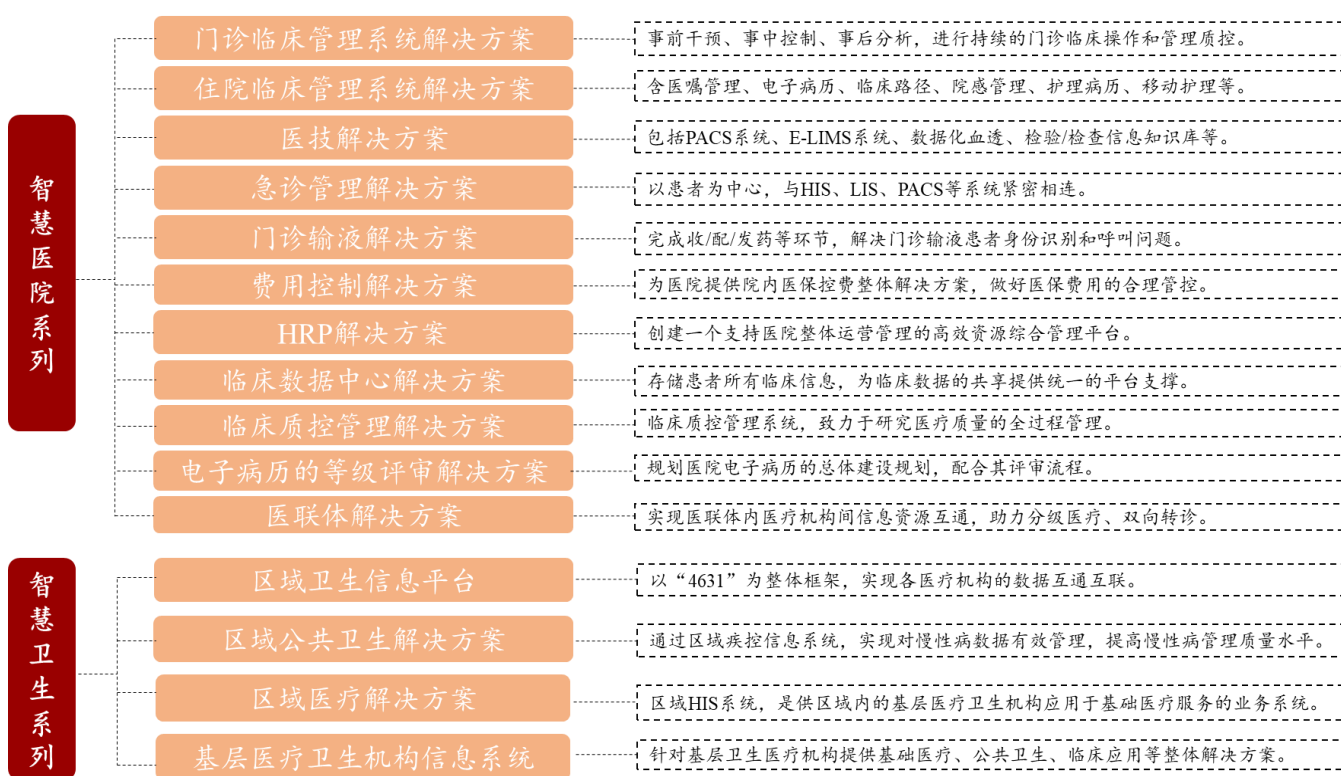 智慧医院系列
门诊临床管理系统解决方案
事前干预、事中控制、事后分析，进行持续的门诊临床操作和管理质控。
住院临床管理系统解决方案
含医嘱管理、电子病历、临床路径、院感管理、护理病历、移动护理等。
医技解决方案
包括PACS系统、E-LIMS系统、数据化血透、检验/检查信息知识库等。
急诊管理解决方案
以患者为中心，与HIS、LIS、PACS等系统紧密相连。
门诊输液解决方案
完成收/配/发药等环节，解决门诊输液患者身份识别和呼叫问题。
费用控制解决方案
为医院提供院内医保控费整体解决方案，做好医保费用的合理管控。
HRP解决方案
创建一个支持医院整体运营管理的高效资源综合管理平台。
临床数据中心解决方案
存储患者所有临床信息，为临床数据的共享提供统一的平台支撑。
临床质控管理解决方案
临床质控管理系统，致力于研究医疗质量的全过程管理。
电子病历的等级评审解决方案
规划医院电子病历的总体建设规划，配合其评审流程。
医联体解决方案
实现医联体内医疗机构间信息资源互通，助力分级医疗、双向转诊。
智慧卫生系列
区域卫生信息平台
以“4631”为整体框架，实现各医疗机构的数据互通互联。
区域公共卫生解决方案
通过区域疾控信息系统，实现对慢性病数据有效管理，提高慢性病管理质量水平。
区域医疗解决方案
区域HIS系统，是供区域内的基层医疗卫生机构应用于基础医疗服务的业务系统。
基层医疗卫生机构信息系统
针对基层卫生医疗机构提供基础医疗、公共卫生、临床应用等整体解决方案。